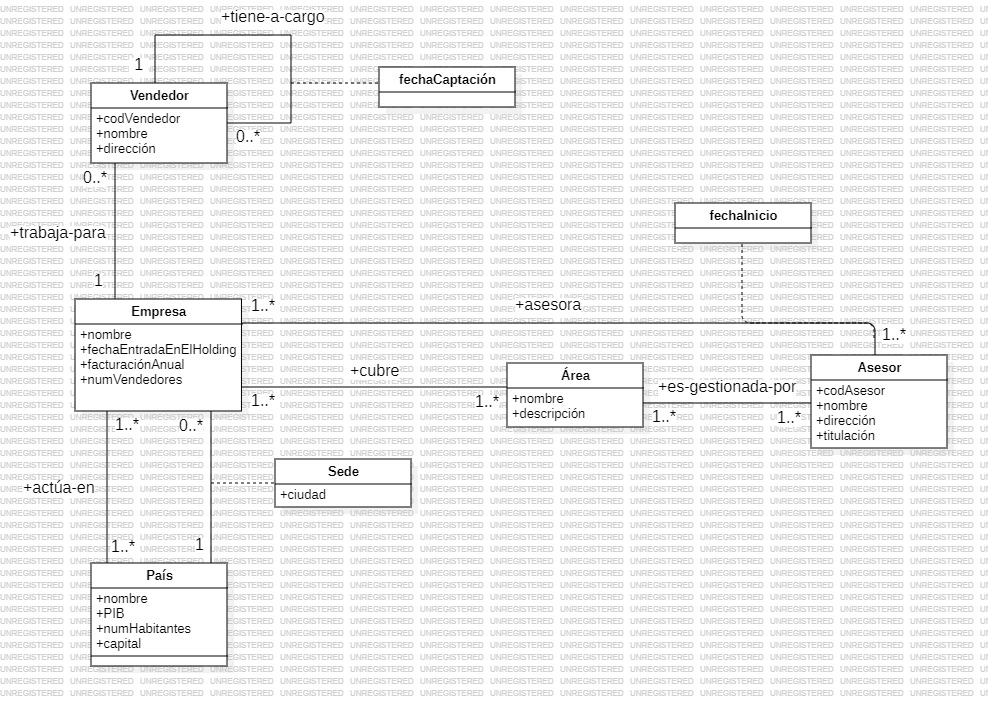 +tiene-a-cargo
1
fechaCaptación
Vendedor
+codVendedor
+nombre
+dirección
0..*
0..*
fechaInicio
+trabaja-para
1
Empresa
+nombre
+fechaEntradaEnElHolding
+facturaciónAnual
+numVendedores
1..*
+asesora
1..*
+cubre
1..*
1..*
Área
+nombre
+descripción
+es-gestionada-por
1..*
1..*
Asesor
+codAsesor
+nombre
+dirección
+titulación
1..*
0..*
Sede
+ciudad
+actúa-en
1..*
1
País
+nombre
+PIB
+numHabitantes
+capital
UNREGISTERED